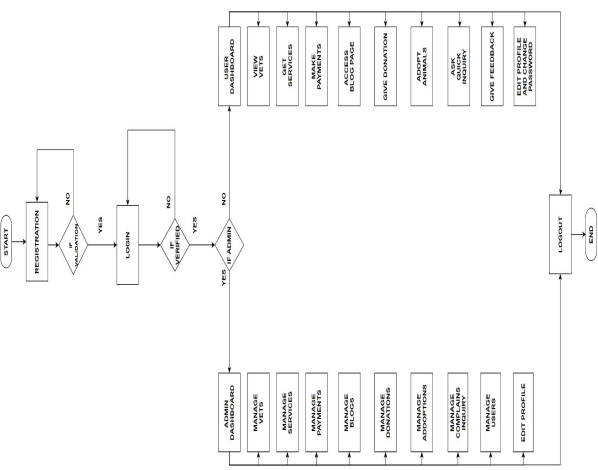 START
REGISTRATION
IF
VALIDATION
NO
YES
LOGIN
IF
VERIFIED
NO
YES
IF ADMIN
NO
YES
USER
DASHBOARD
VIEW
VETS
GET
SERVICES
MAKE
PAYMENTS
ACCESS
BLOG PAGE
GIVE DONATION
ADOPT
ANIMALS
ASK
QUICK
INQUIRY
GIVE FEEDBACK
EDIT PROFILE
AND CHANGE
PASSWORD
ADMIN
DASHBOARD
MANAGE
VETS
MANAGE
SERVICES
MANAGE
PAYMENTS
MANAGE
BLOGS
MANAGE
DONATIONS
MANAGE
ADDOPTIONS
MANAGE
COMPLAINS
INQUIRY
MANAGE
USERS
EDIT PROFILE
LOGOUT
END